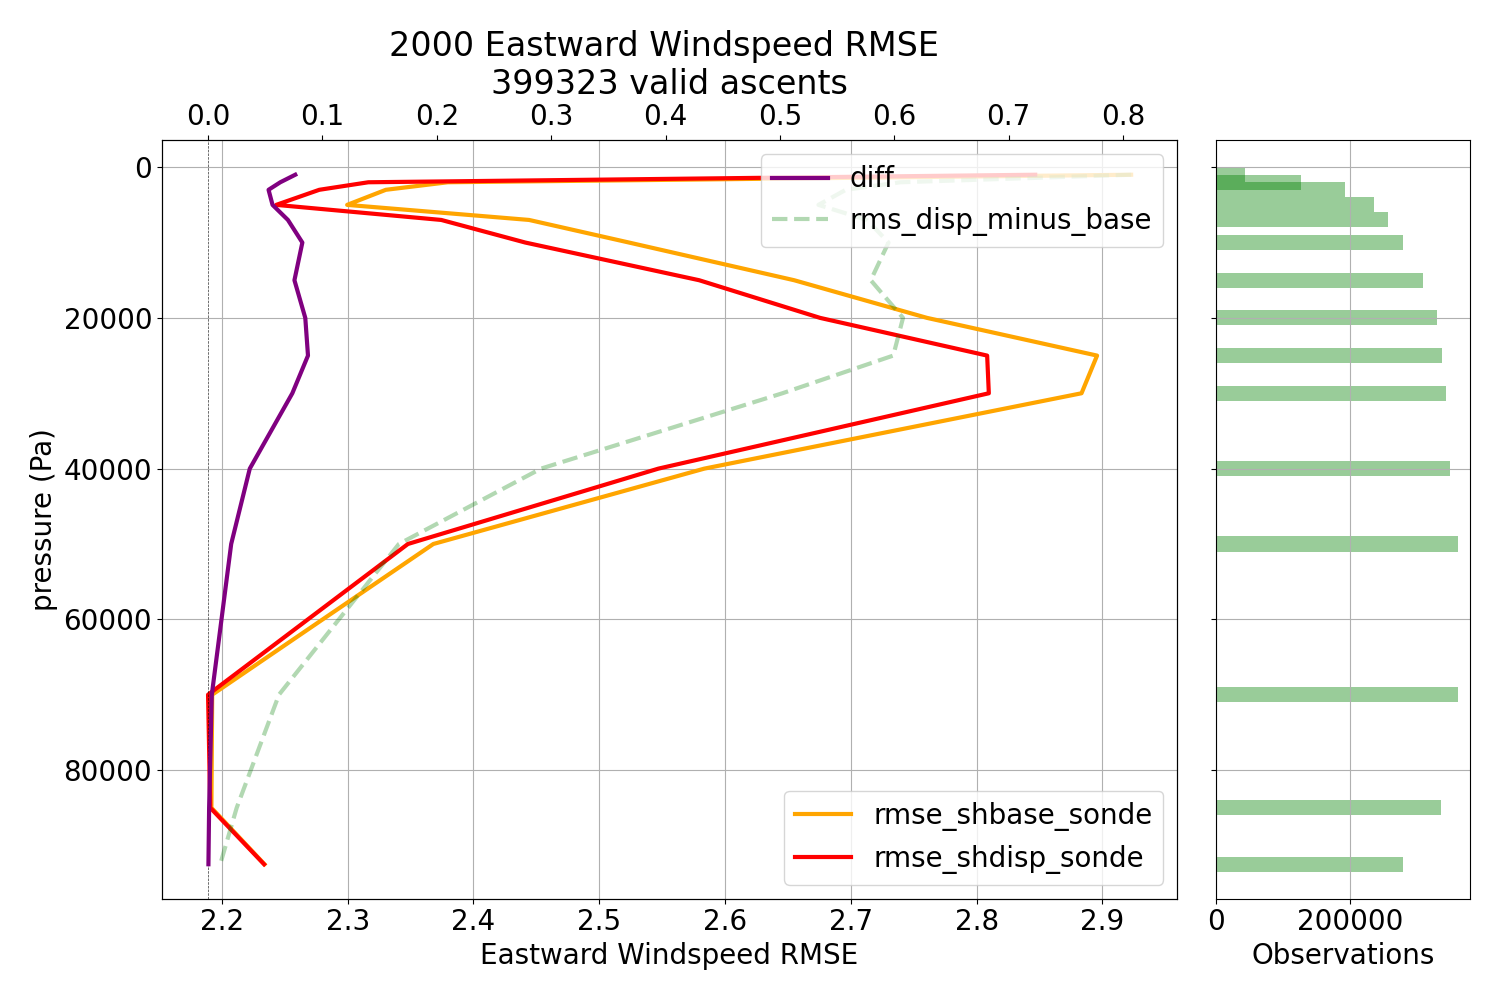 2000 Eastward Windspeed RMSE
399323 valid ascents
0.0 0.1 0.2 0.3 0.4 0.5 0.6 0.7 0.8
diff
rms_disp_minus_base
0
20000
40000
60000
80000
pressure (Pa)
rmse_shbase_sonde
rmse_shdisp_sonde
2.2 2.3 2.4 2.5 2.6 2.7 2.8 2.9
Eastward Windspeed RMSE
0 200000
Observations